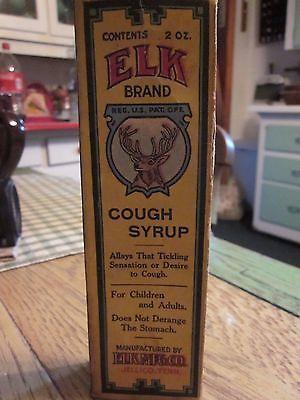 CONTENTS 2 OZ.
ELK
BRAND
REG. U.S. PAT. OFF.
COUGH
SYRUP
Allays That Tickling
Sensation or Desire
to Cough.
For Children
and Adults.
Does Not Derange
The Stomach.
MANUFACTURED BY
ELK MFG. CO.
JELLICO, TENN.